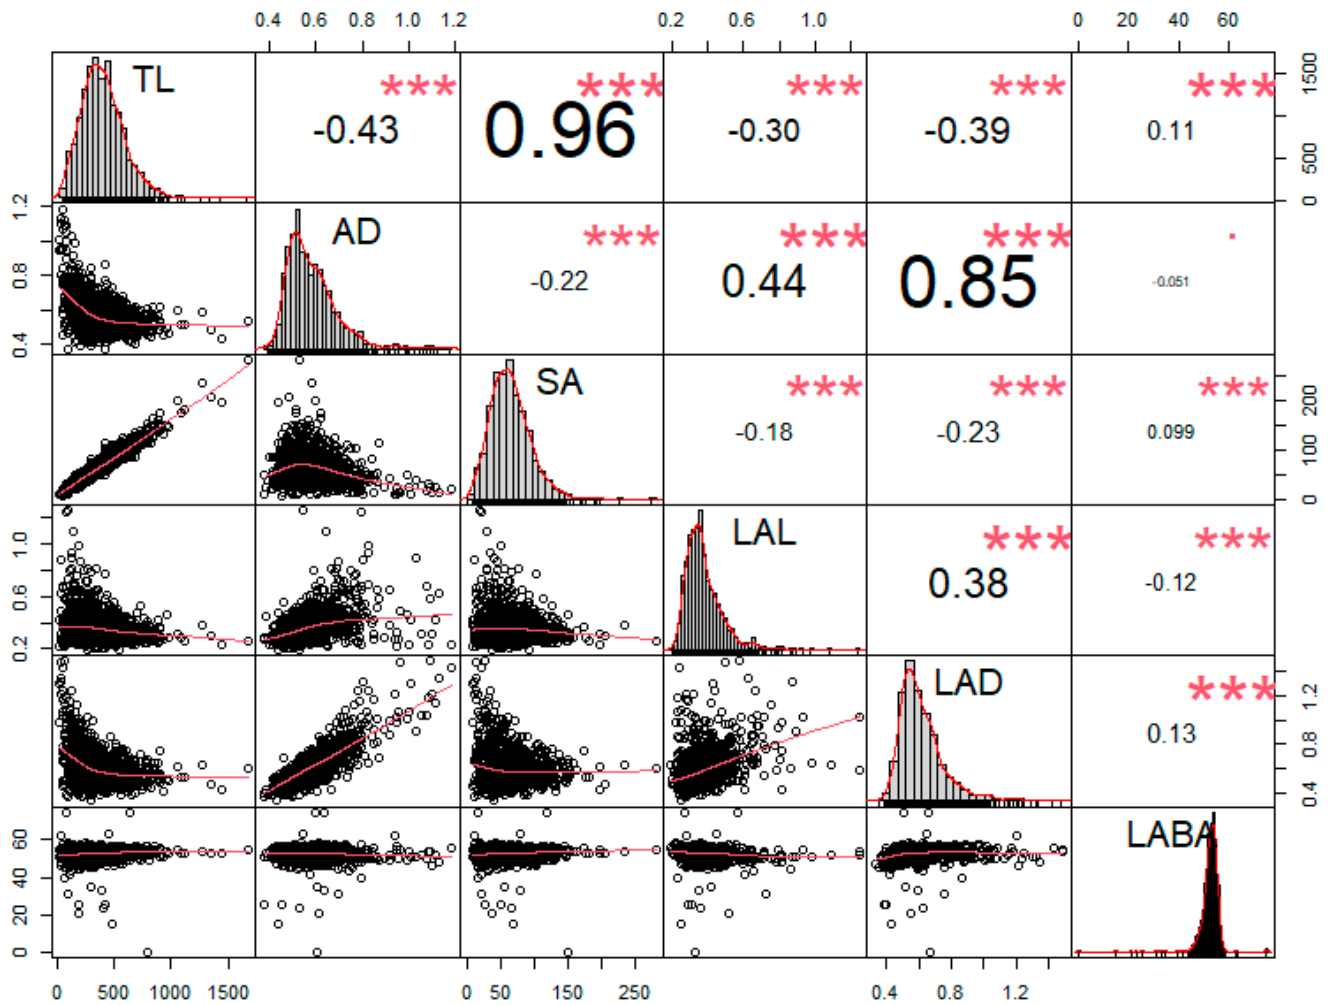 0.4 0.6 0.8 1.0 1.2 0.2 0.6 1.0 0 20 40 60
TL *** -0.43 *** 0.96 *** -0.30 *** -0.39 *** 0.11 0 500 1500
0.4 0.8 1.2 AD *** -0.22 *** 0.44 *** 0.85 . -0.051
SA *** -0.18 *** -0.23 *** 0.099 0 100 200
0.2 0.6 1.0 LAL *** 0.38 *** -0.12
LAD *** 0.13 0.4 0.8 1.2
0 20 40 60 LABA
0 500 1000 1500 0 50 150 250 0.4 0.8 1.2